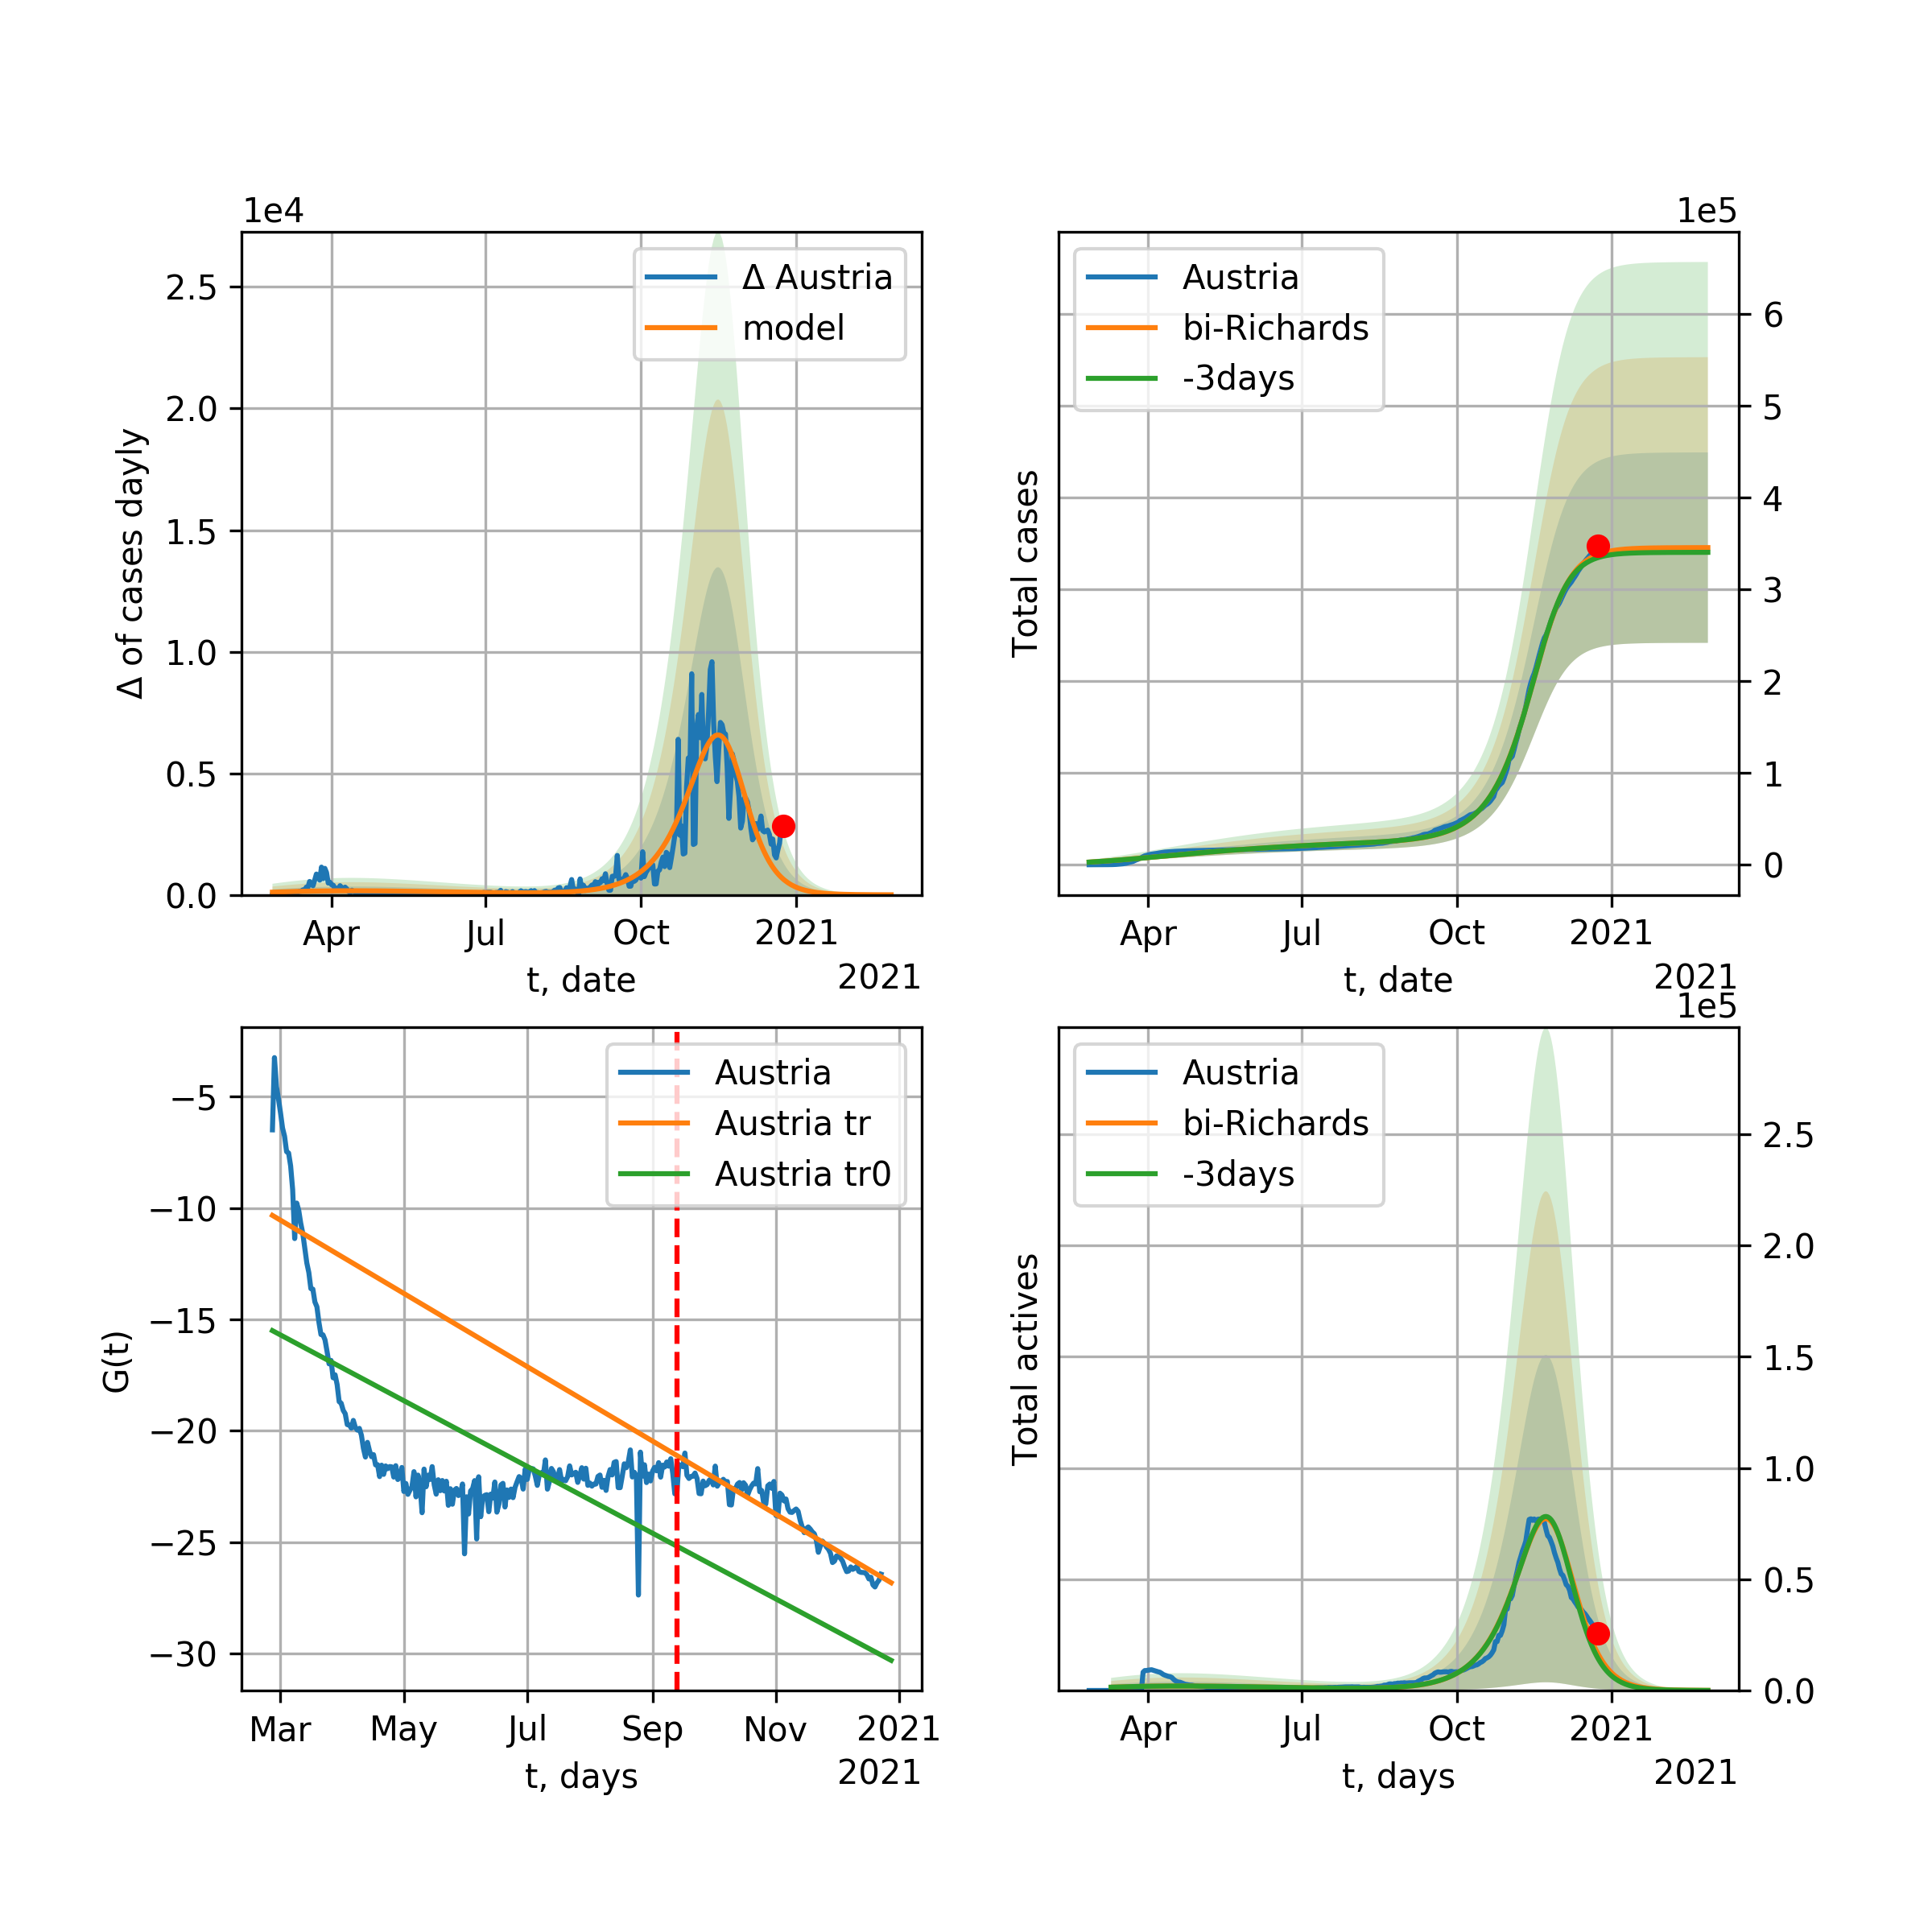 1e4
Δ of cases dayly
2.5
2.0
1.5
1.0
0.5
0.0
Δ Austria
model
Apr
Jul
Oct
2021
t, date
2021
1e5
Total cases
Austria
bi-Richards
-3days
6
5
4
3
2
1
0
Apr
Jul
Oct
2021
t, date
2021
G(t)
−5
−10
−15
−20
−25
−30
Austria
Austria tr
Austria tr0
Mar
May
Jul
Sep
Nov
2021
t, days
2021
1e5
Total actives
Austria
bi-Richards
-3days
2.5
2.0
1.5
1.0
0.5
0.0
Apr
Jul
Oct
2021
t, days
2021